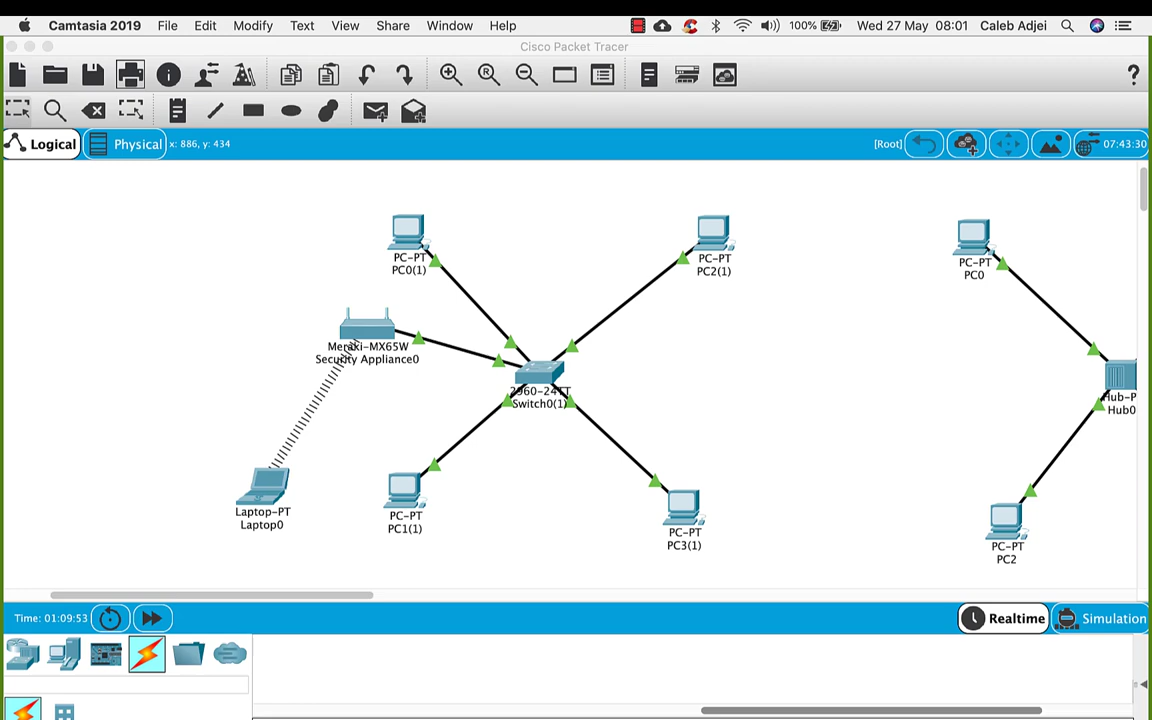 Camtasia 2019 File Edit Modify Text View Share Window Help 100% Wed 27 May 08:01 Caleb Adjei
Cisco Packet Tracer
R
?
Logical Physical x: 886, y: 434 [Root] 07:43:30
PC-PT
PC0(1)
PC-PT
PC2(1)
PC-PT
PC0
Meraki-MX65W
Security Appliance0
2960-24TT
Switch0(1)
Hub-P
Hub0
Laptop-PT
Laptop0
PC-PT
PC1(1)
PC-PT
PC3(1)
PC-PT
PC2
Time: 01:09:53 Realtime Simulation